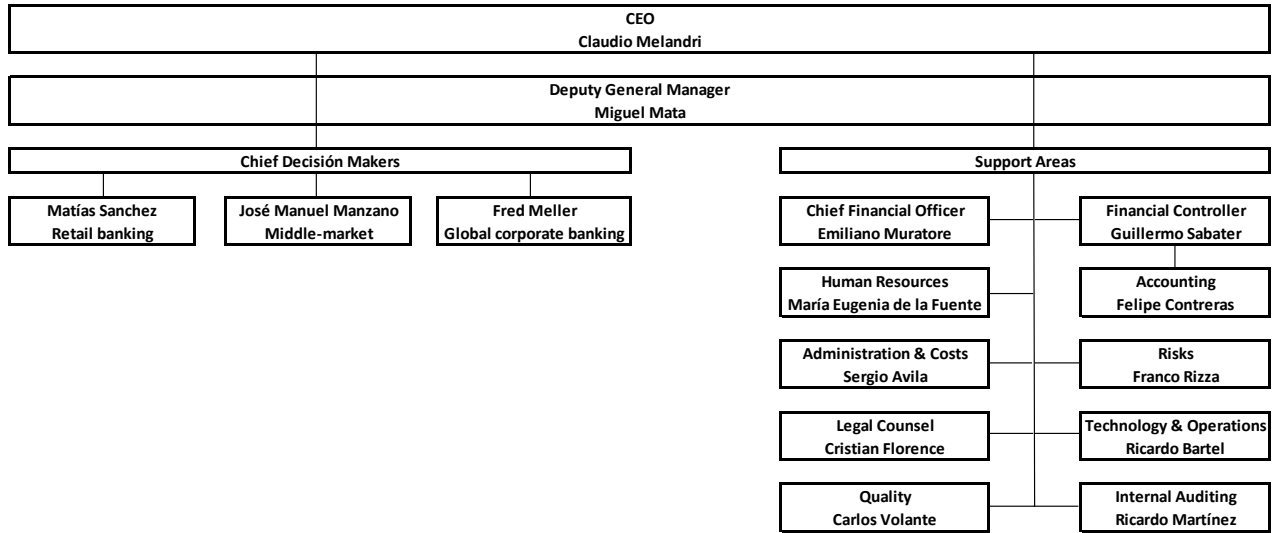 CEO
Claudio Melandri
Deputy General Manager
Miguel Mata
Chief Decisión Makers
Support Areas
Matías Sanchez
Retail banking
José Manuel Manzano
Middle-market
Fred Meller
Global corporate banking
Chief Financial Officer
Emiliano Muratore
Financial Controller
Guillermo Sabater
Human Resources
María Eugenia de la Fuente
Accounting
Felipe Contreras
Administration & Costs
Sergio Avila
Risks
Franco Rizza
Legal Counsel
Cristian Florence
Technology & Operations
Ricardo Bartel
Quality
Carlos Volante
Internal Auditing
Ricardo Martínez